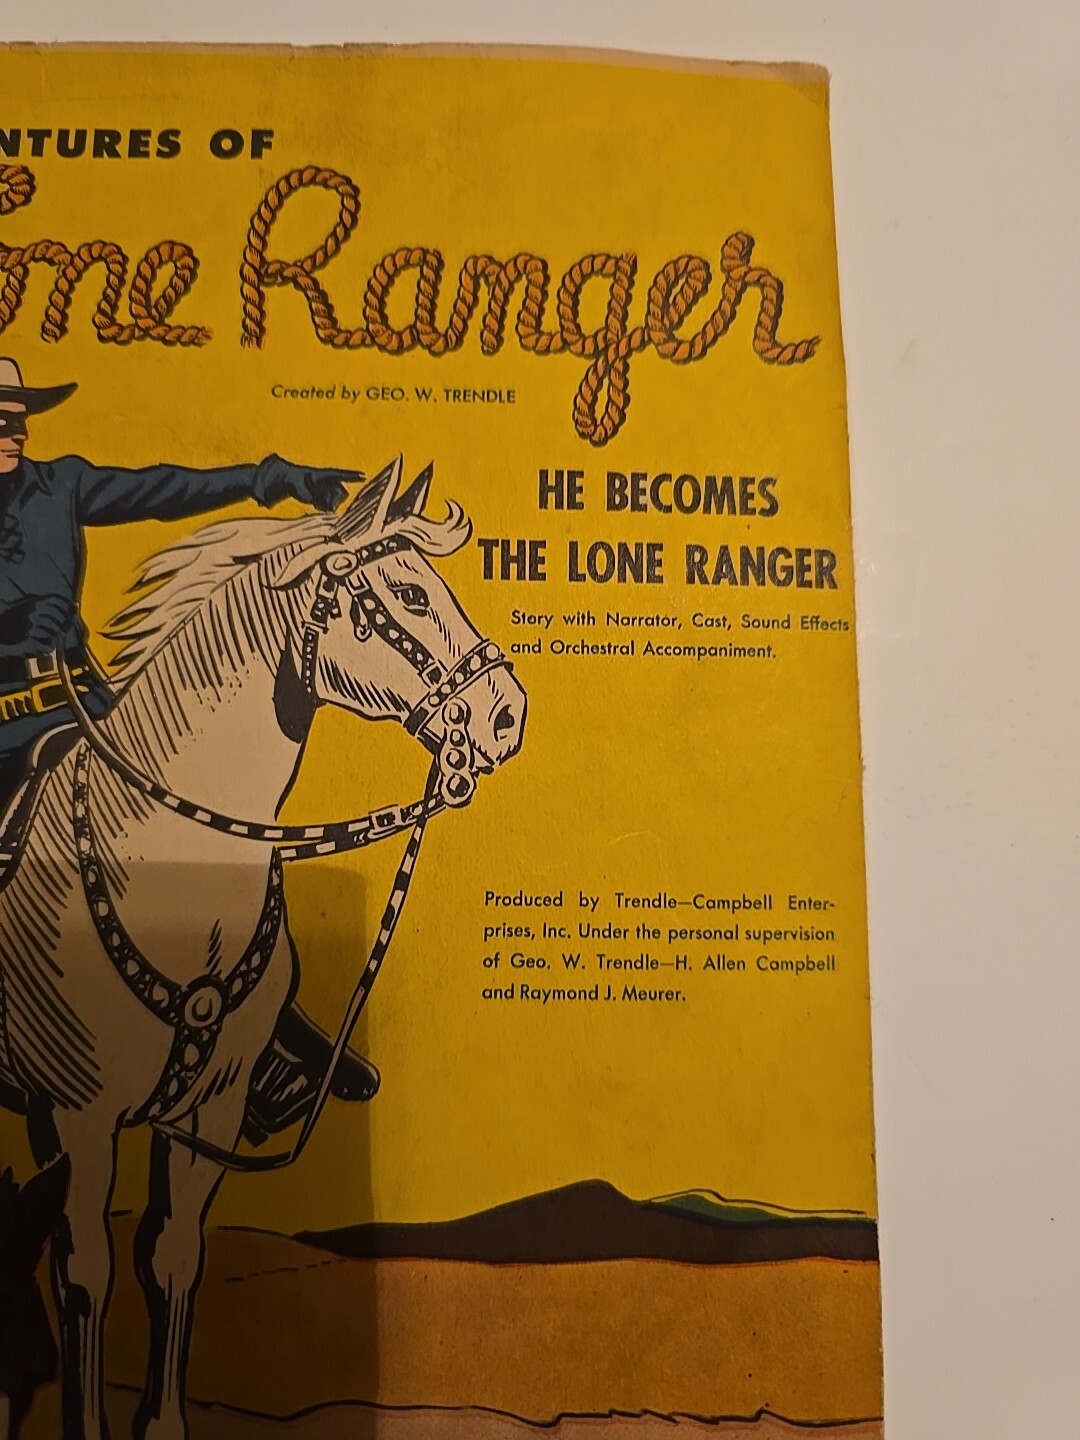 NTURES OF
Lone Ranger
Created by GEO. W. TRENDLE
HE BECOMES
THE LONE RANGER
Story with Narrator, Cast, Sound Effects
and Orchestral Accompaniment.
Produced by Trendle—Campbell Enter-
prises, Inc. Under the personal supervision
of Geo. W. Trendle—H. Allen Campbell
and Raymond J. Meurer.